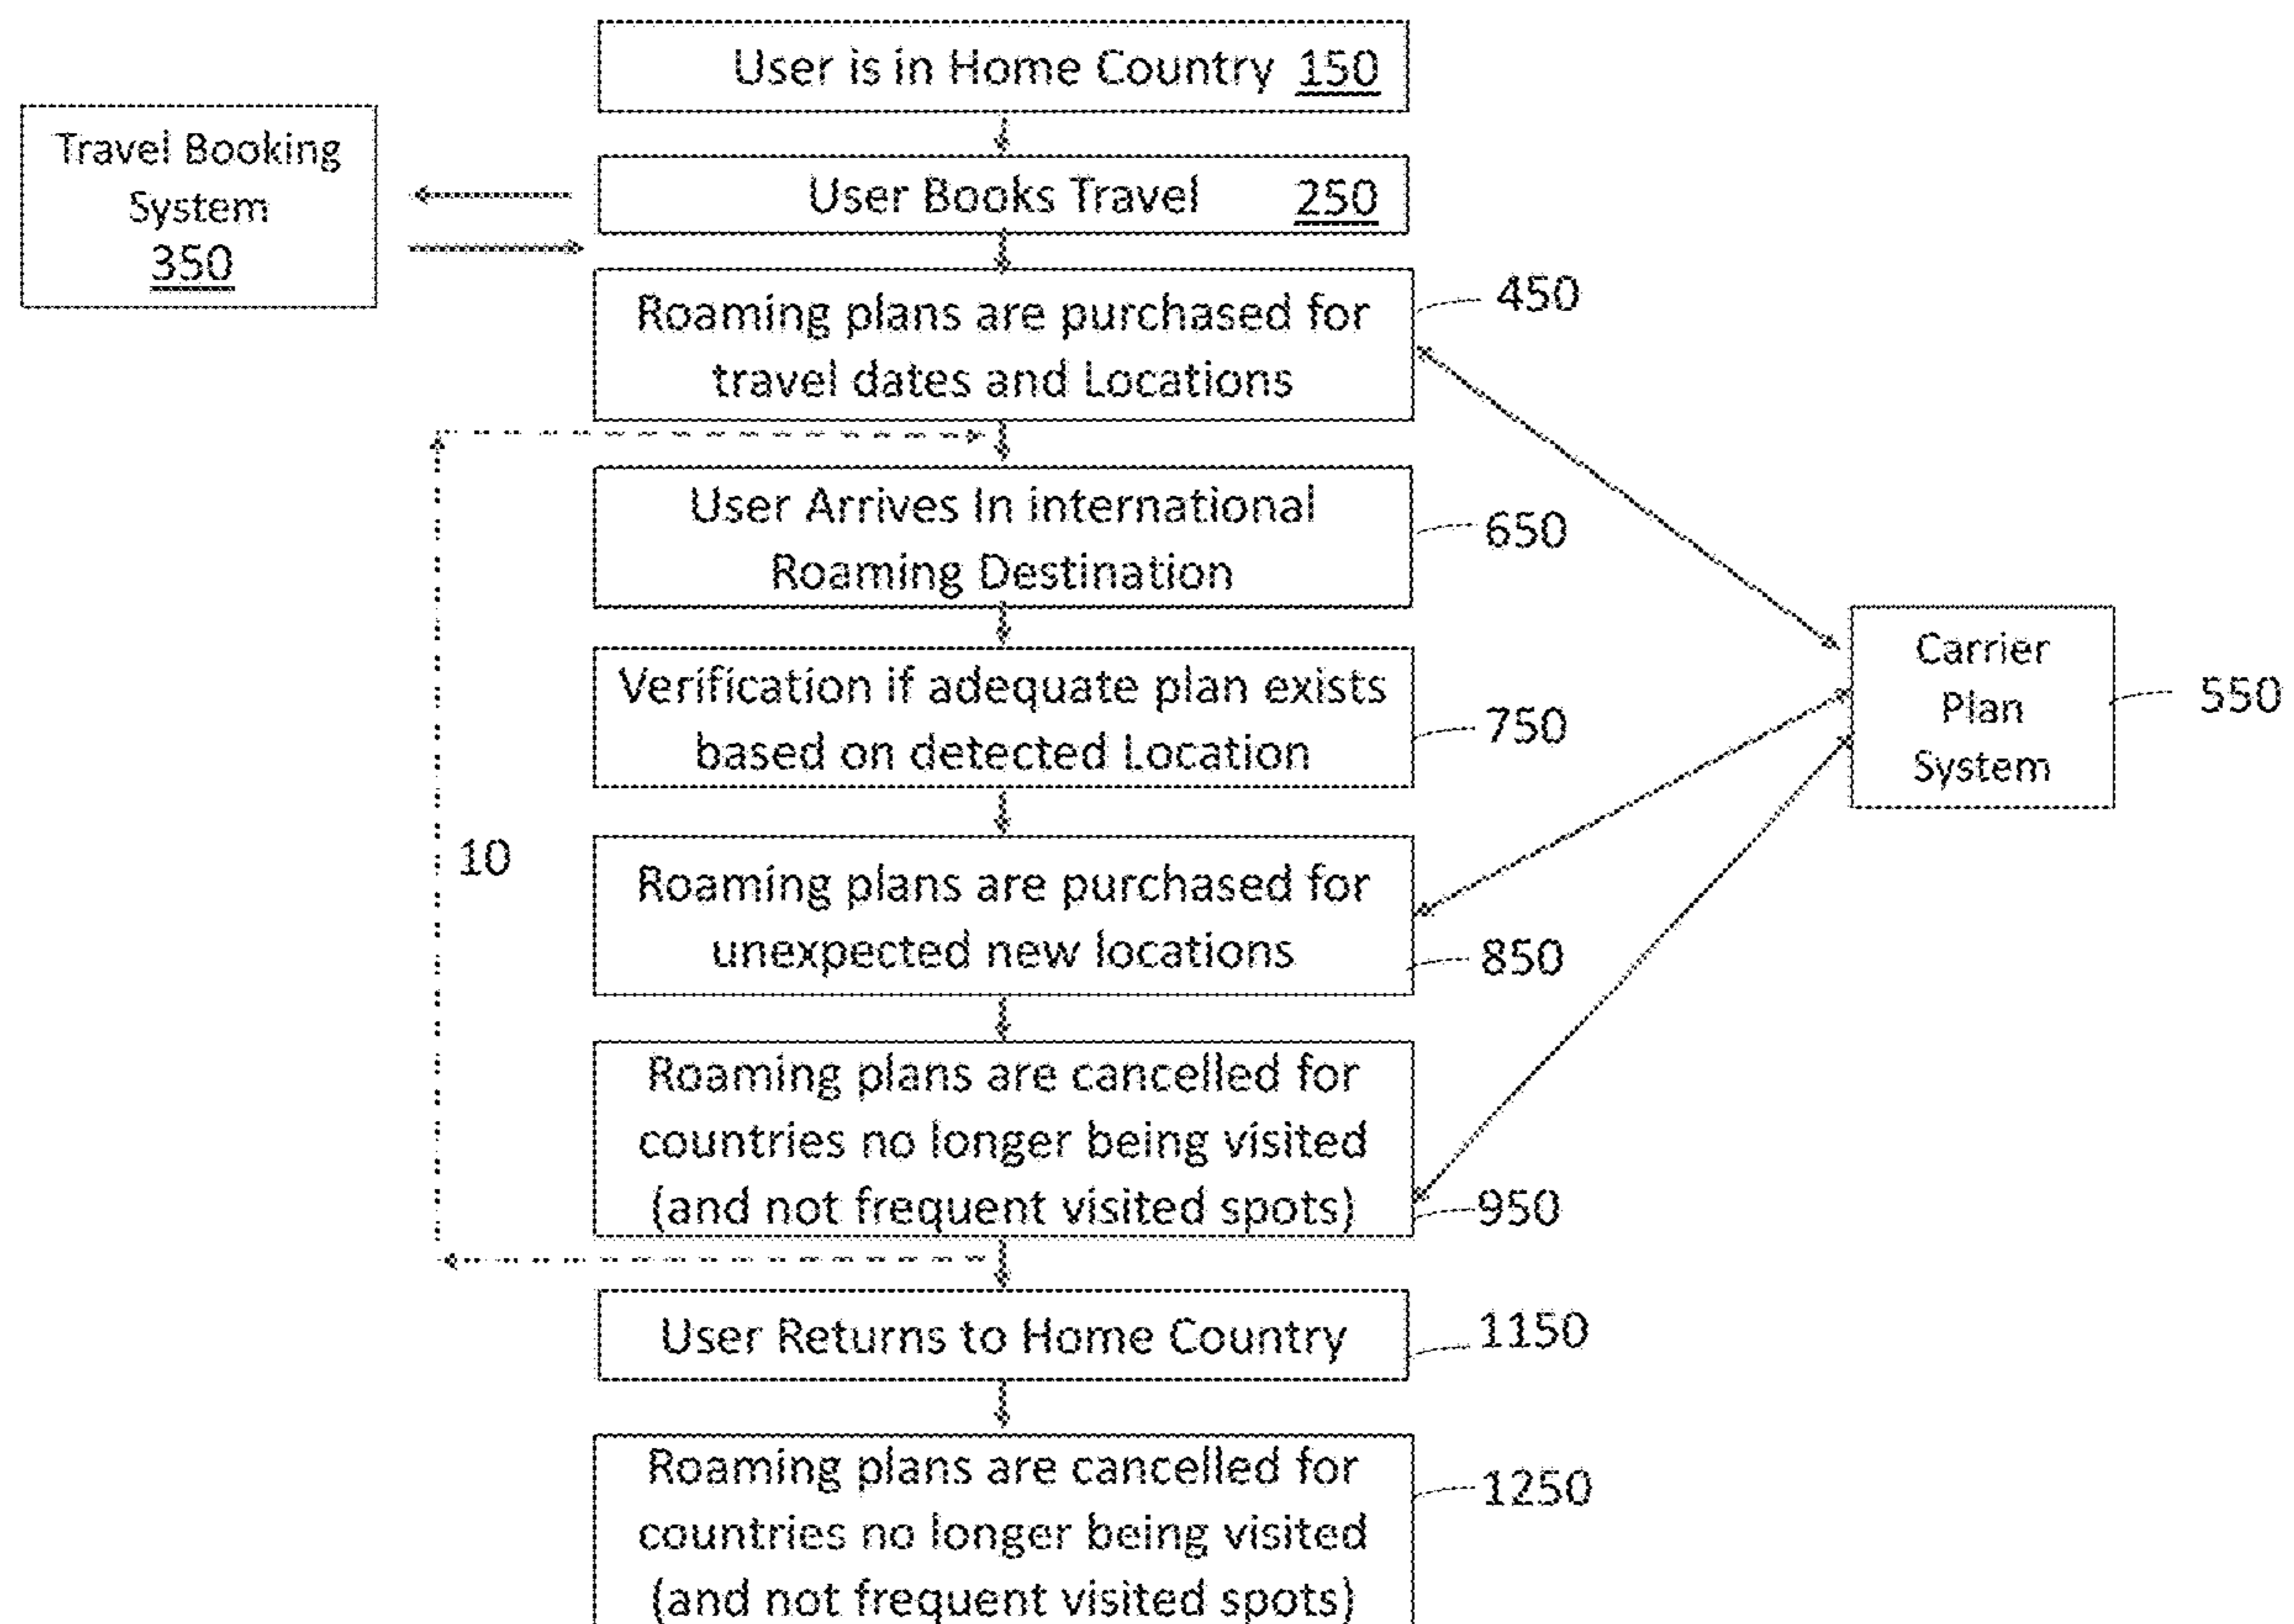 User is in Home Country 150
Travel Booking
System
350
User Books Travel 250
Roaming plans are purchased for
travel dates and Locations
450
User Arrives In international
Roaming Destination
650
Verification if adequate plan exists
based on detected Location
750
Carrier
Plan
System
550
10
Roaming plans are purchased for
unexpected new locations
850
Roaming plans are cancelled for
countries no longer being visited
(and not frequent visited spots)
950
User Returns to Home Country
1150
Roaming plans are cancelled for
countries no longer being visited
(and not frequent visited spots)
1250